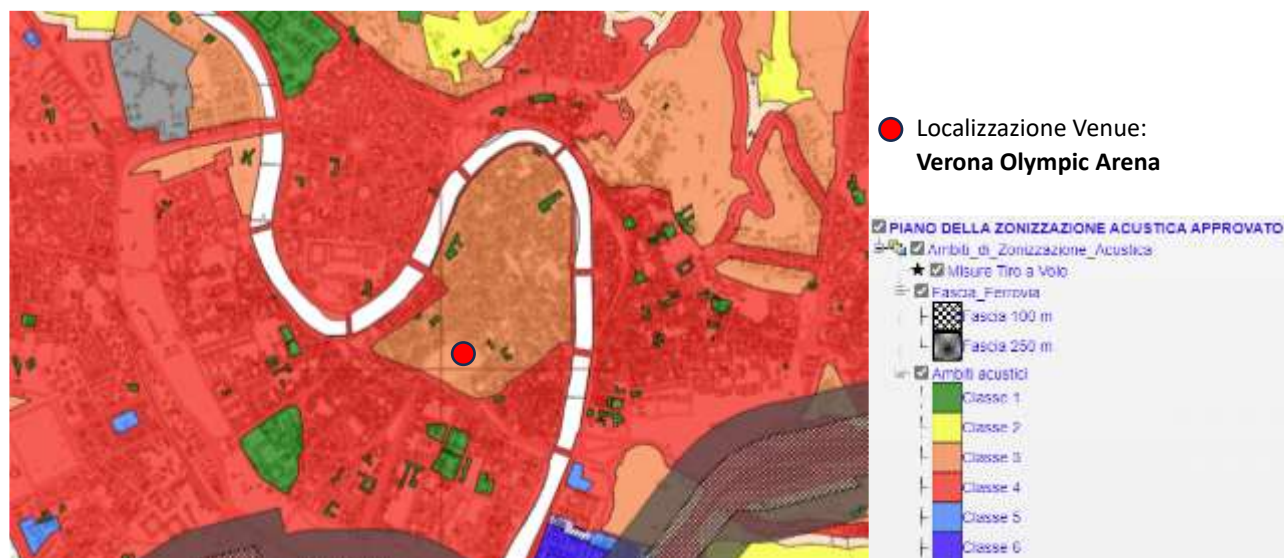 Localizzazione Venue:
Verona Olympic Arena
PIANO DELLA ZONIZZAZIONE ACUSTICA APPROVATO
Ambiti_di_Zonizzazione_Acustica
Misure Tiro a Volo
Fascia_Ferrovia
Fascia 100 m
Fascia 250 m
Ambiti acustici
Classe 1
Classe 2
Classe 3
Classe 4
Classe 5
Classe 6